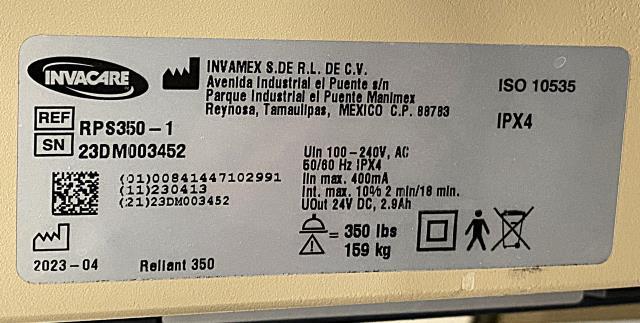 INVACARE
INVAMEX S.DE R.L. DE C.V.
Avenida Industrial el Puente s/n
Parque Industrial el Puente Manimex
Reynosa, Tamaulipas, MEXICO C.P. 88783
ISO 10535
IPX4
REF RPS350-1
SN 23DM003452
(01)00841447102991
(11)230413
(21)23DM003452
Uin 100-240V, AC
50/60 Hz IPX4
Iin max. 400mA
Int. max. 10% 2 min/18 min.
UOut 24V DC, 2.9Ah
= 350 lbs
159 kg
2023-04
Reliant 350